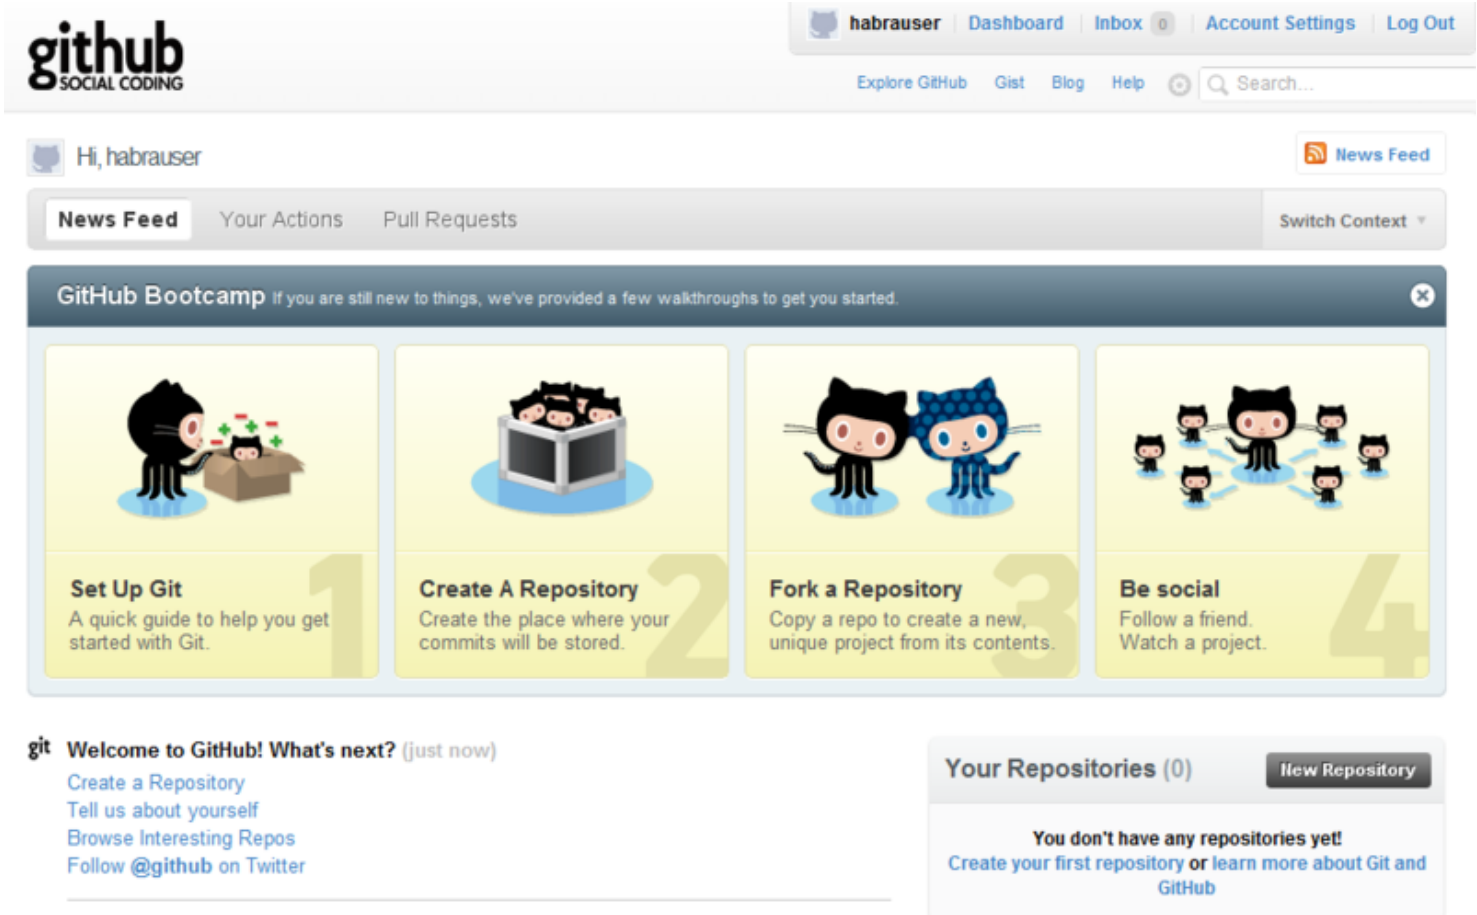 github
SOCIAL CODING
habrauser Dashboard Inbox 0 Account Settings Log Out
Explore GitHub Gist Blog Help Search...
Hi, habrauser
News Feed
News Feed Your Actions Pull Requests Switch Context
GitHub Bootcamp If you are still new to things, we've provided a few walkthroughs to get you started.
1
Set Up Git
A quick guide to help you get
started with Git.
2
Create A Repository
Create the place where your
commits will be stored.
3
Fork a Repository
Copy a repo to create a new,
unique project from its contents.
4
Be social
Follow a friend.
Watch a project.
git Welcome to GitHub! What's next? (just now)
Create a Repository
Tell us about yourself
Browse Interesting Repos
Follow @github on Twitter
Your Repositories (0) New Repository
You don't have any repositories yet!
Create your first repository or learn more about Git and
GitHub